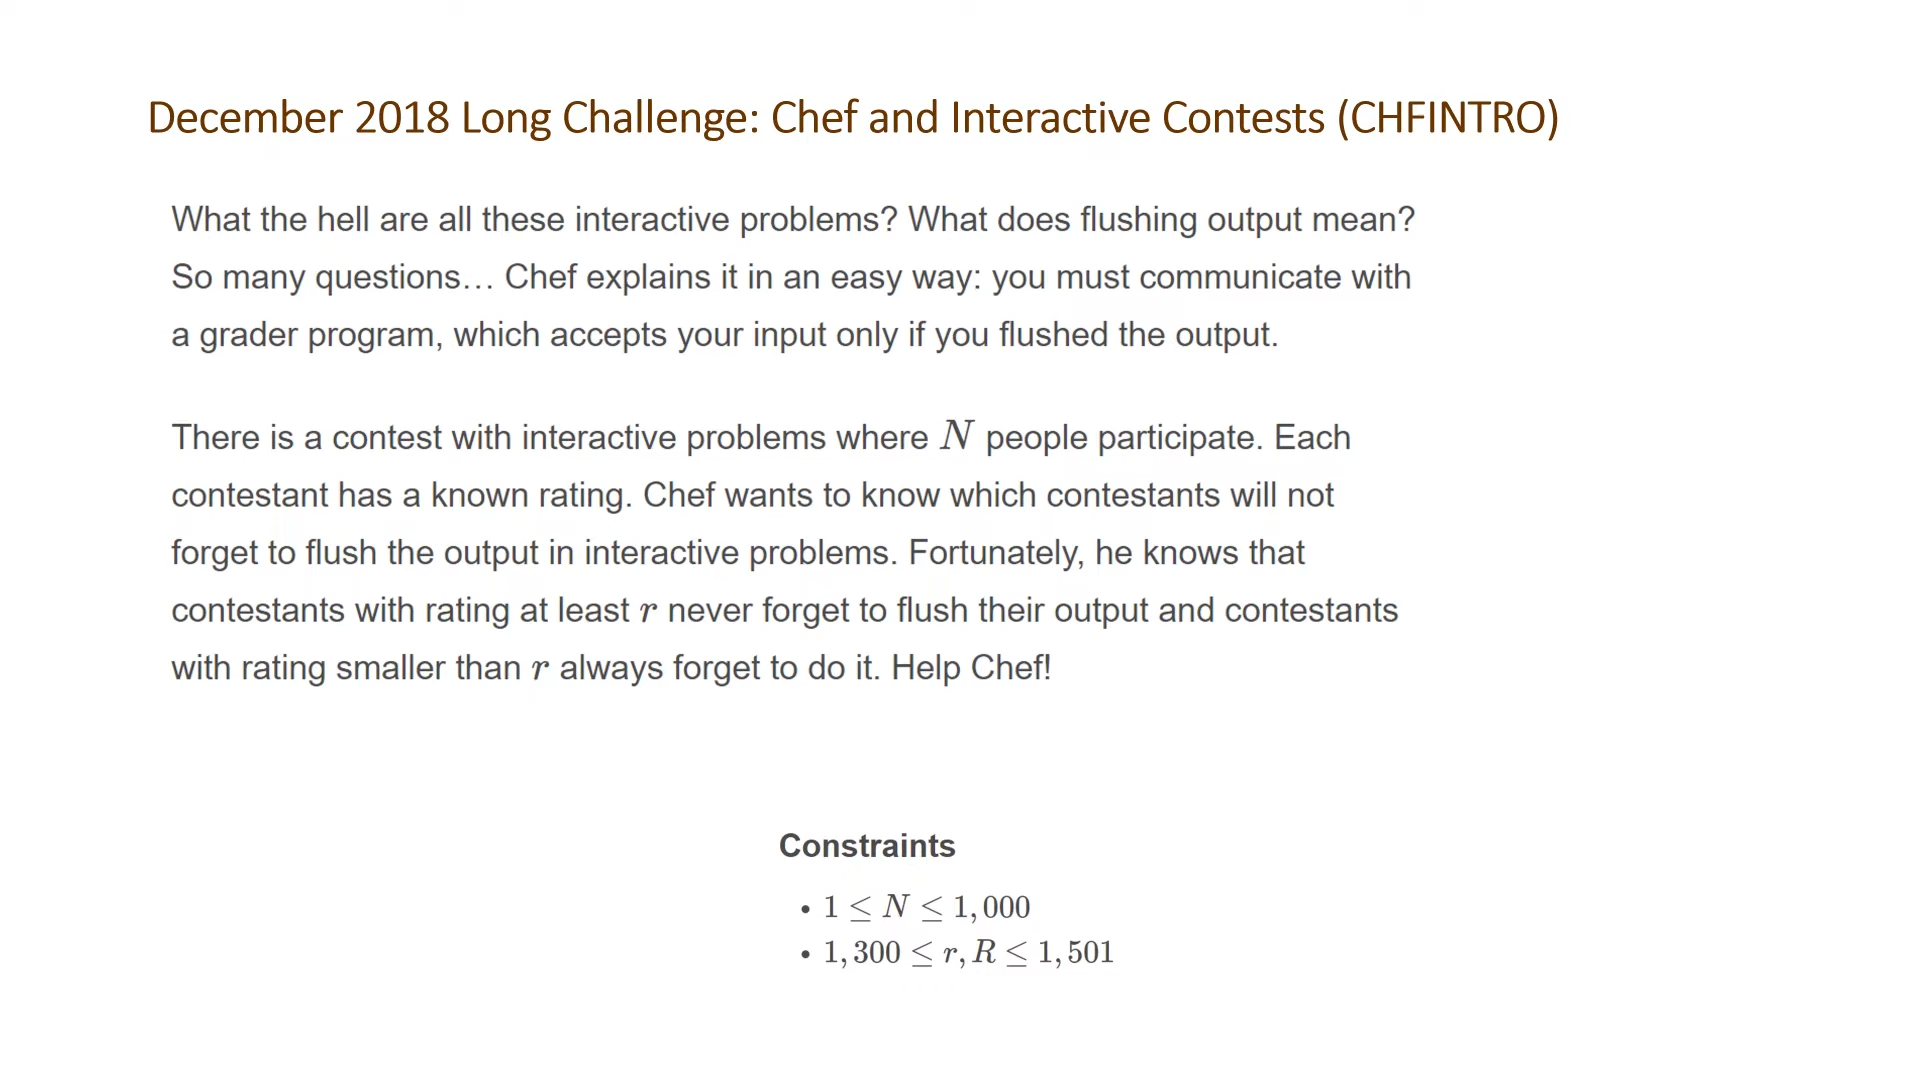 December 2018 Long Challenge: Chef and Interactive Contests (CHFINTRO)
What the hell are all these interactive problems? What does flushing output mean?
So many questions… Chef explains it in an easy way: you must communicate with
a grader program, which accepts your input only if you flushed the output.
There is a contest with interactive problems where N people participate. Each
contestant has a known rating. Chef wants to know which contestants will not
forget to flush the output in interactive problems. Fortunately, he knows that
contestants with rating at least r never forget to flush their output and contestants
with rating smaller than r always forget to do it. Help Chef!
Constraints
• 1 ≤ N ≤ 1,000
• 1,300 ≤ r, R ≤ 1,501